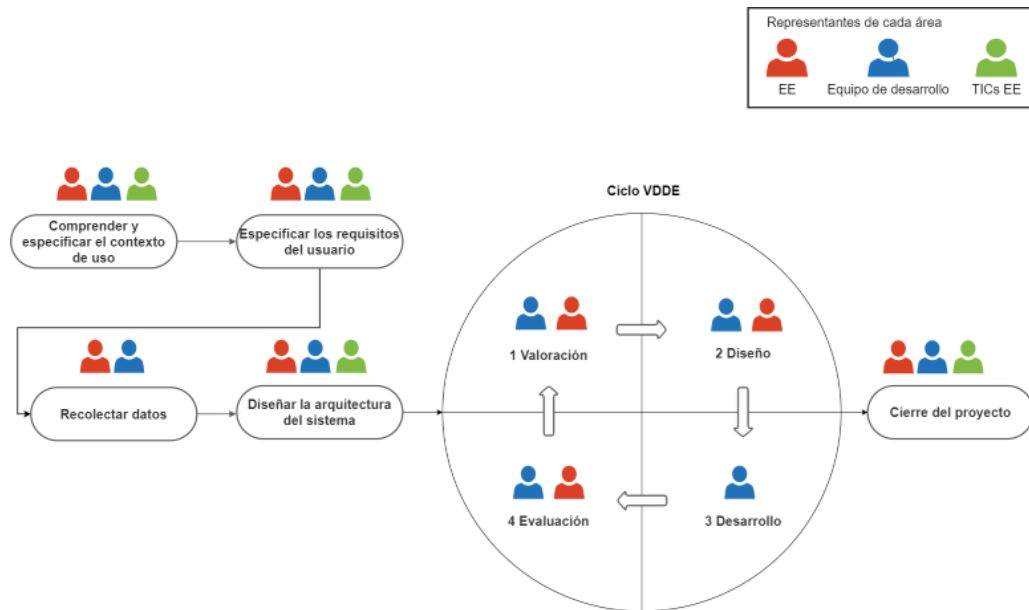 Representantes de cada área
EE
Equipo de desarrollo
TICs EE
Comprender y
especificar el contexto
de uso
Especificar los requisitos
del usuario
Ciclo VDDE
1 Valoración
2 Diseño
Recolectar datos
Diseñar la arquitectura
del sistema
Cierre del proyecto
4 Evaluación
3 Desarrollo